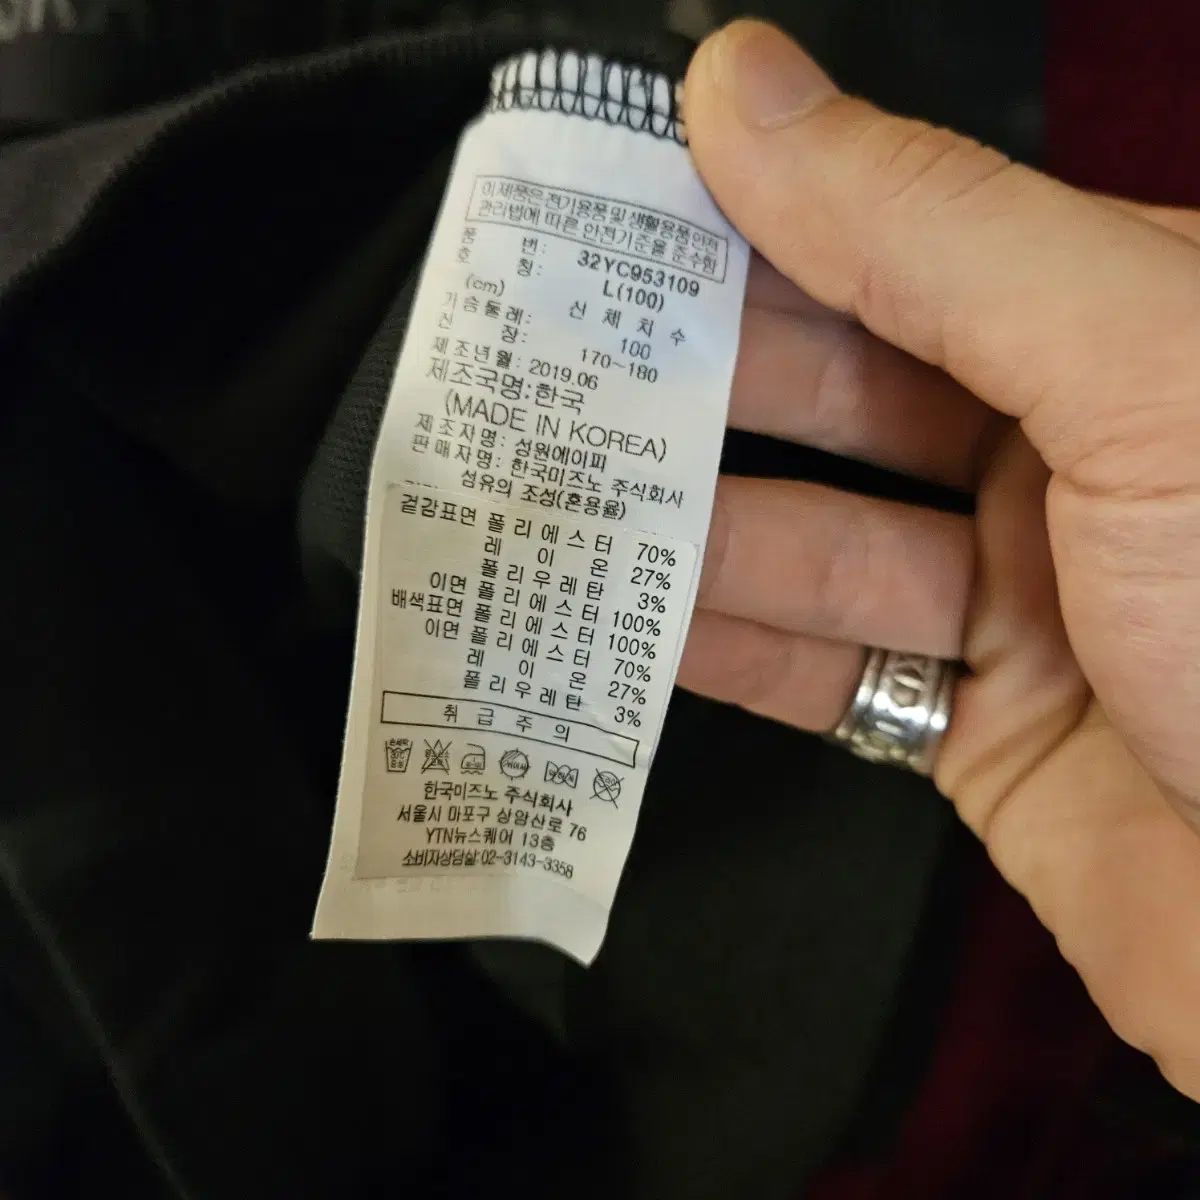 이 제품은 전기용품 및 생활용품 안전
관리법에 따른 안전기준을 준수함
품 번: 32YC953109
호 칭: L(100)
(cm) 신 체 치 수
가슴둘레: 100
신 장: 170~180
제조년월: 2019.06
제조국명:한국
(MADE IN KOREA)
제조자명: 성원에이피
판매자명: 한국미즈노 주식회사
섬유의 조성(혼용율)
겉감표면 폴리에스터 70%
레 이 온 27%
폴리우레탄 3%
이면 폴리에스터 100%
배색표면 폴리에스터 100%
이면 폴리에스터 70%
레 이 온 27%
폴리우레탄 3%
취 급 주 의
한국미즈노 주식회사
서울시 마포구 상암산로 76
YTN뉴스퀘어 13층
소비자상담실:02-3143-3358